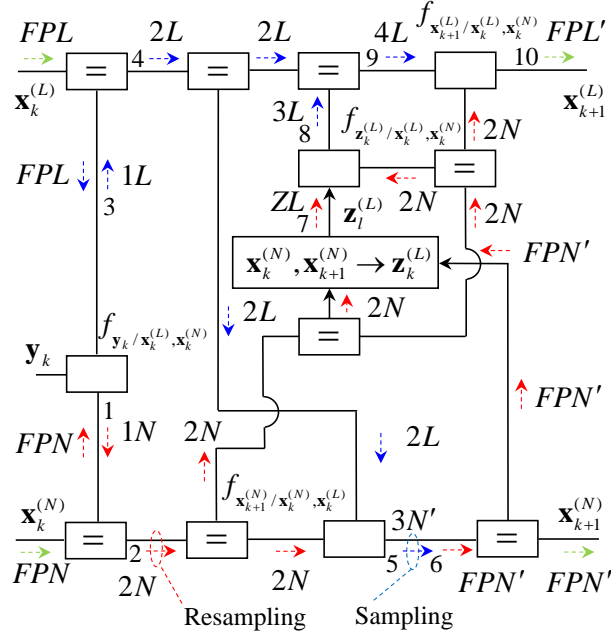 FPL 4 2L 2L 9 4L f_{x_{k+1}^{(L)}/x_k^{(L)},x_k^{(N)}} 10 FPL'
= = =
x_k^{(L)} x_{k+1}^{(L)}
3L 8 f_{z_k^{(L)}/x_k^{(L)},x_k^{(N)}} 2N
FPL 1L =
3 ZL 7 z_l^{(L)} 2N 2N
x_k^{(N)}, x_{k+1}^{(N)} → z_k^{(L)} FPN'
2L 2N
y_k f_{y_k/x_k^{(L)},x_k^{(N)}} =
1 FPN'
FPN 1N 2N 2L
x_k^{(N)} f_{x_{k+1}^{(N)}/x_k^{(N)},x_k^{(L)}} 3N' x_{k+1}^{(N)}
= = =
FPN 2 2N 2N 5 6 FPN' FPN'
Resampling Sampling